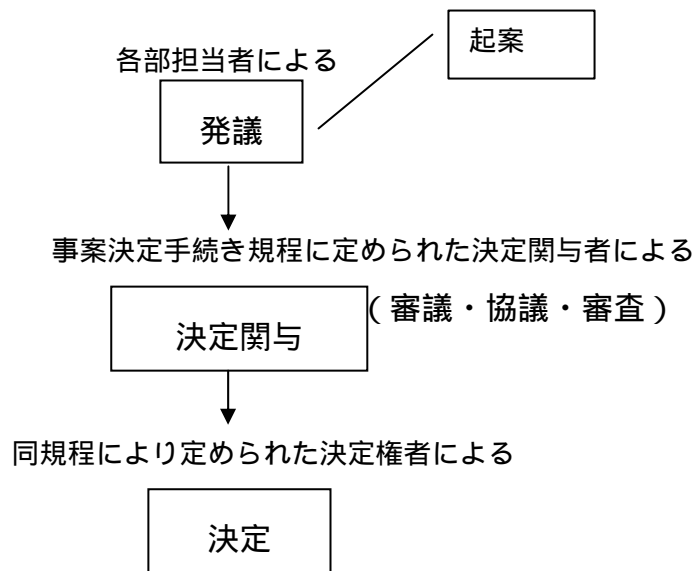 起案
各部担当者による
発議
事案決定手続き規程に定められた決定関与者による
(審議・協議・審査)
決定関与
同規程により定められた決定権者による
決定